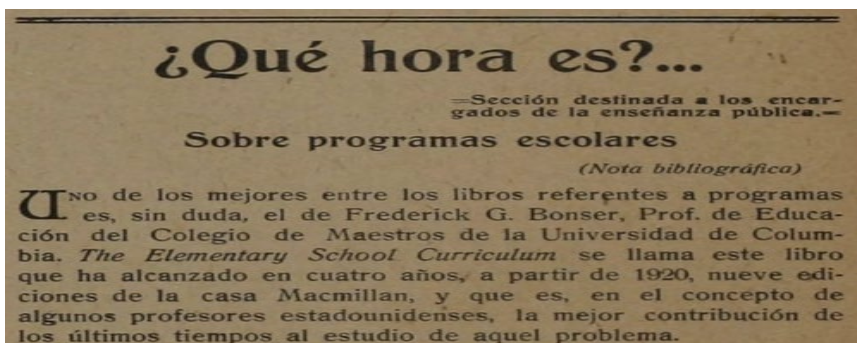 ¿Qué hora es?...
=Sección destinada a los encar-
gados de la enseñanza pública.=
Sobre programas escolares
(Nota bibliográfica)
UNO de los mejores entre los libros referentes a programas
es, sin duda, el de Frederick G. Bonser, Prof. de Educa-
ción del Colegio de Maestros de la Universidad de Colum-
bia. The Elementary School Curriculum se llama este libro
que ha alcanzado en cuatro años, a partir de 1920, nueve edi-
ciones de la casa Macmillan, y que es, en el concepto de
algunos profesores estadounidenses, la mejor contribución de
los últimos tiempos al estudio de aquel problema.